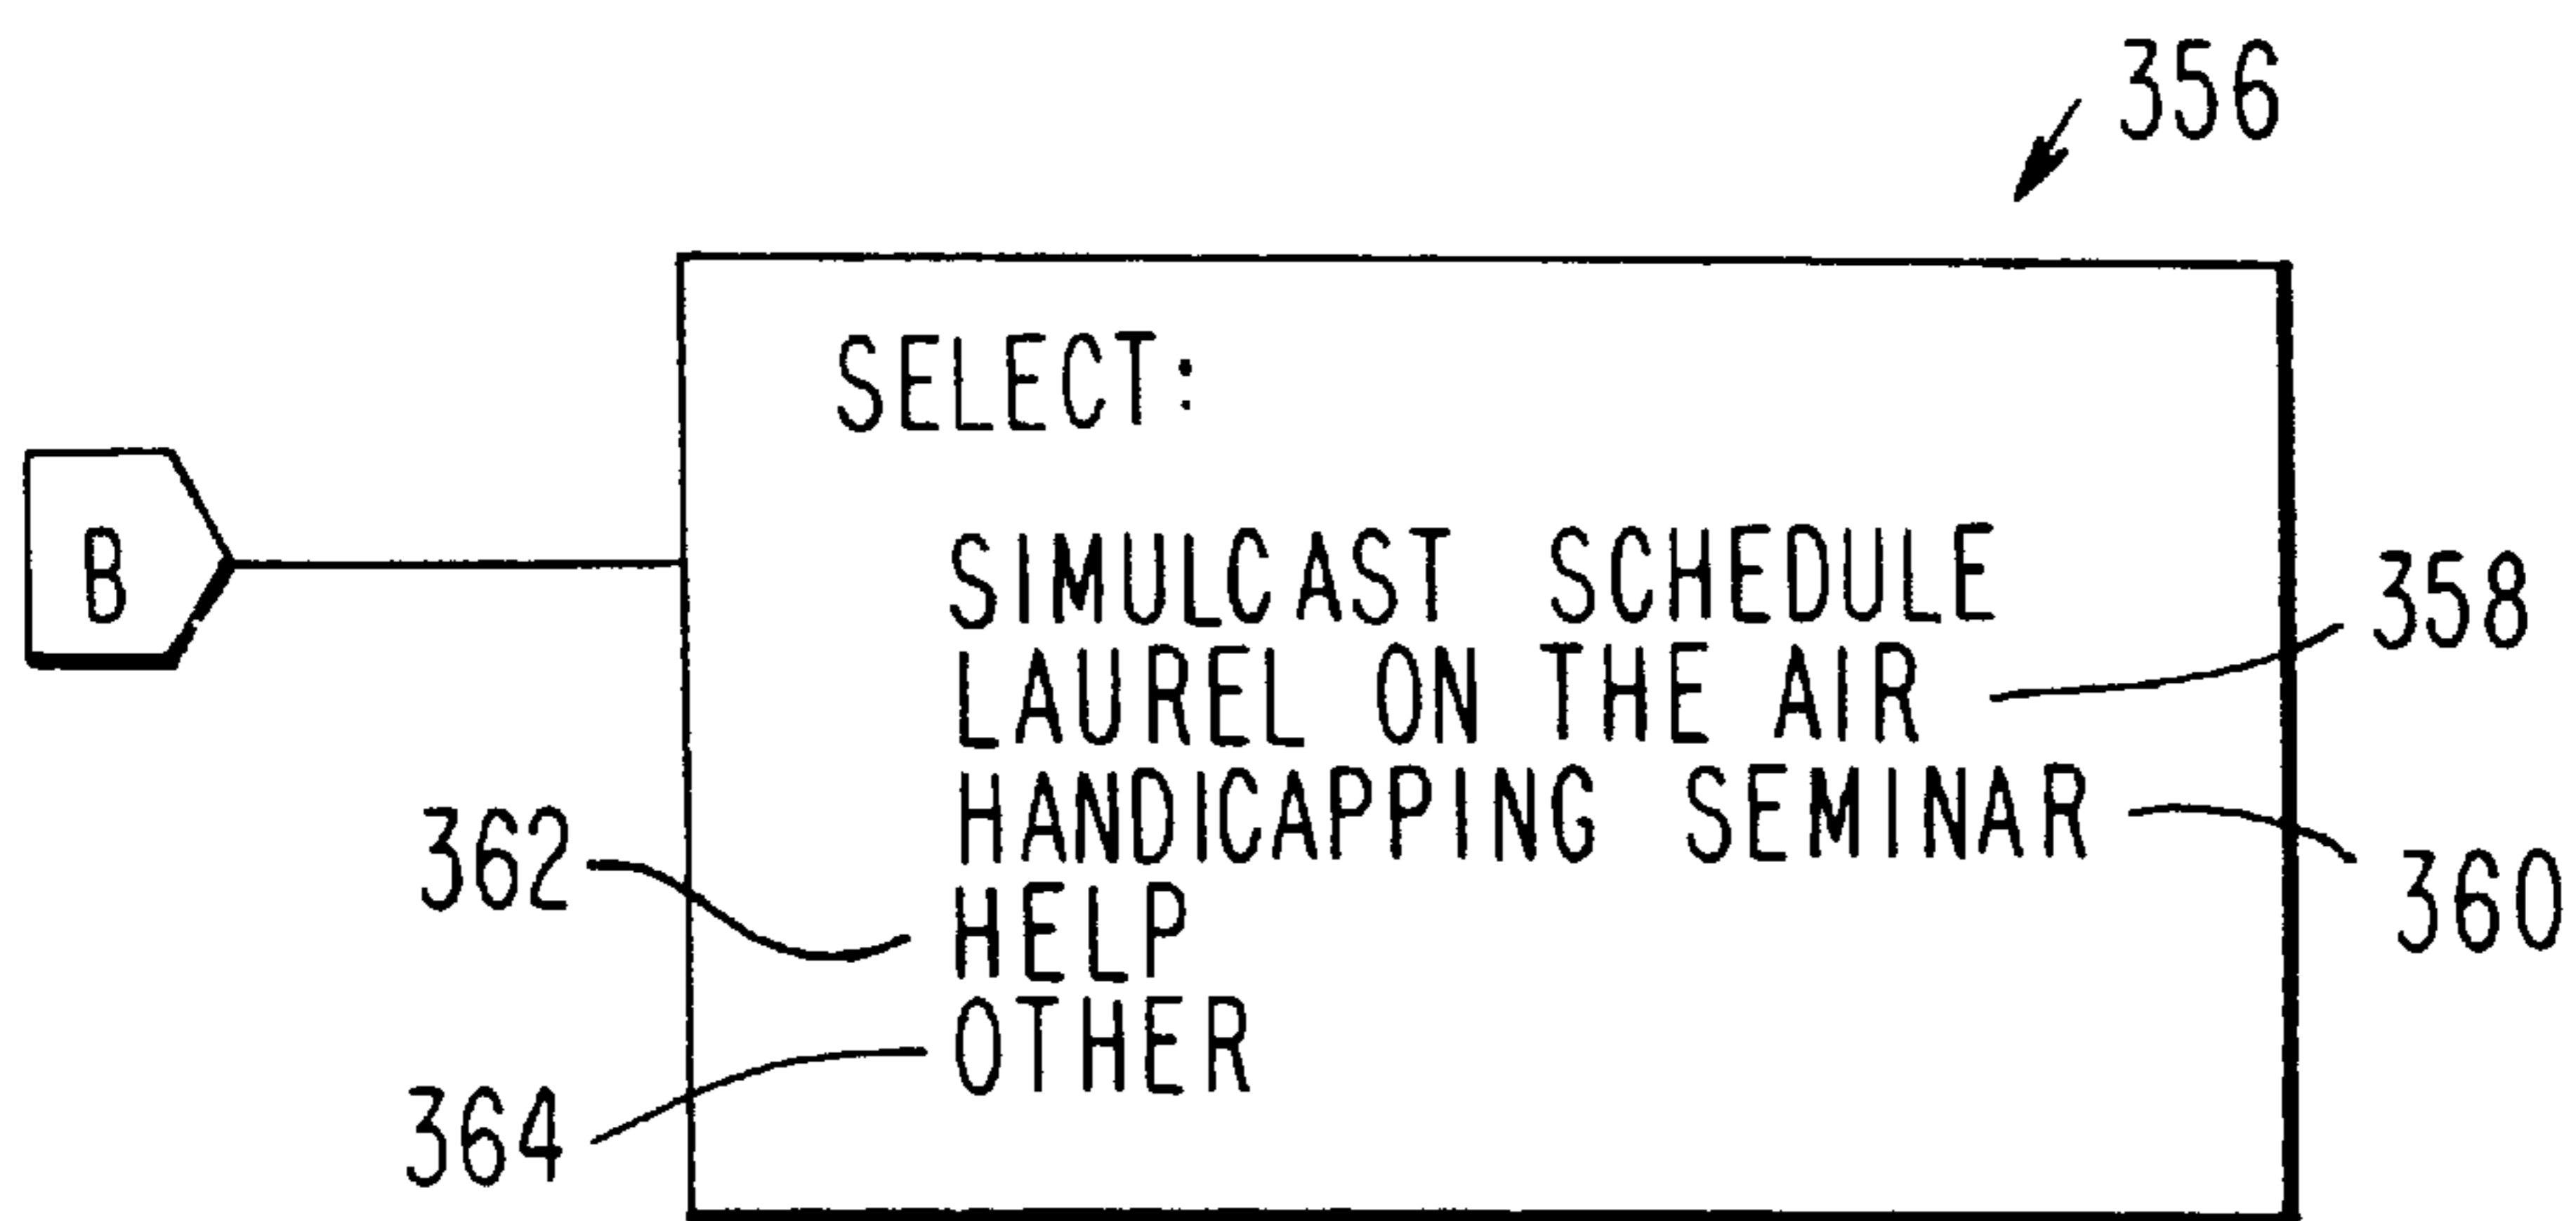 356
SELECT:
B
SIMULCAST SCHEDULE
358
LAUREL ON THE AIR
HANDICAPPING SEMINAR
360
362
HELP
OTHER
364